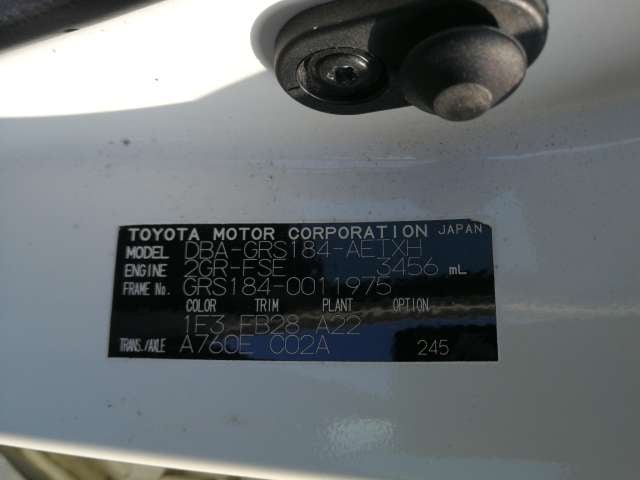 TOYOTA MOTOR CORPORATION JAPAN
MODEL DBA-GRS184-AETXH
ENGINE 2GR-FSE 3456 mL
FRAME No. GRS184-0011975
COLOR TRIM PLANT OPTION
1E3 FB28 A22
TRANS./AXLE A760E C02A 245